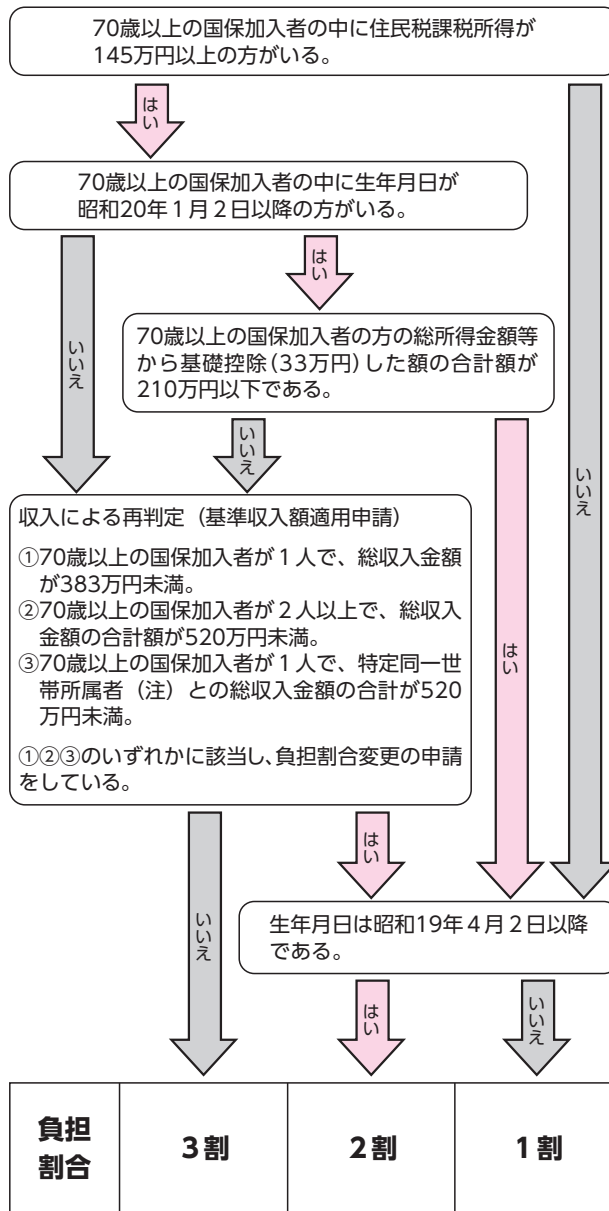 70歳以上の国保加入者の中に住民税課税所得が
145万円以上の方がいる。
はい
70歳以上の国保加入者の中に生年月日が
昭和20年1月2日以降の方がいる。
いいえ
はい
70歳以上の国保加入者の方の総所得金額等
から基礎控除(33万円)した額の合計額が
210万円以下である。
いいえ
いいえ
収入による再判定(基準収入額適用申請)
①70歳以上の国保加入者が1人で、総収入金額
が383万円未満。
②70歳以上の国保加入者が2人以上で、総収入
金額の合計額が520万円未満。
③70歳以上の国保加入者が1人で、特定同一世
帯所属者(注)との総収入金額の合計が520
万円未満。
①②③のいずれかに該当し、負担割合変更の申請
をしている。
はい
はい
いいえ
生年月日は昭和19年4月2日以降
である。
はい
いいえ
負担
割合
3割
2割
1割